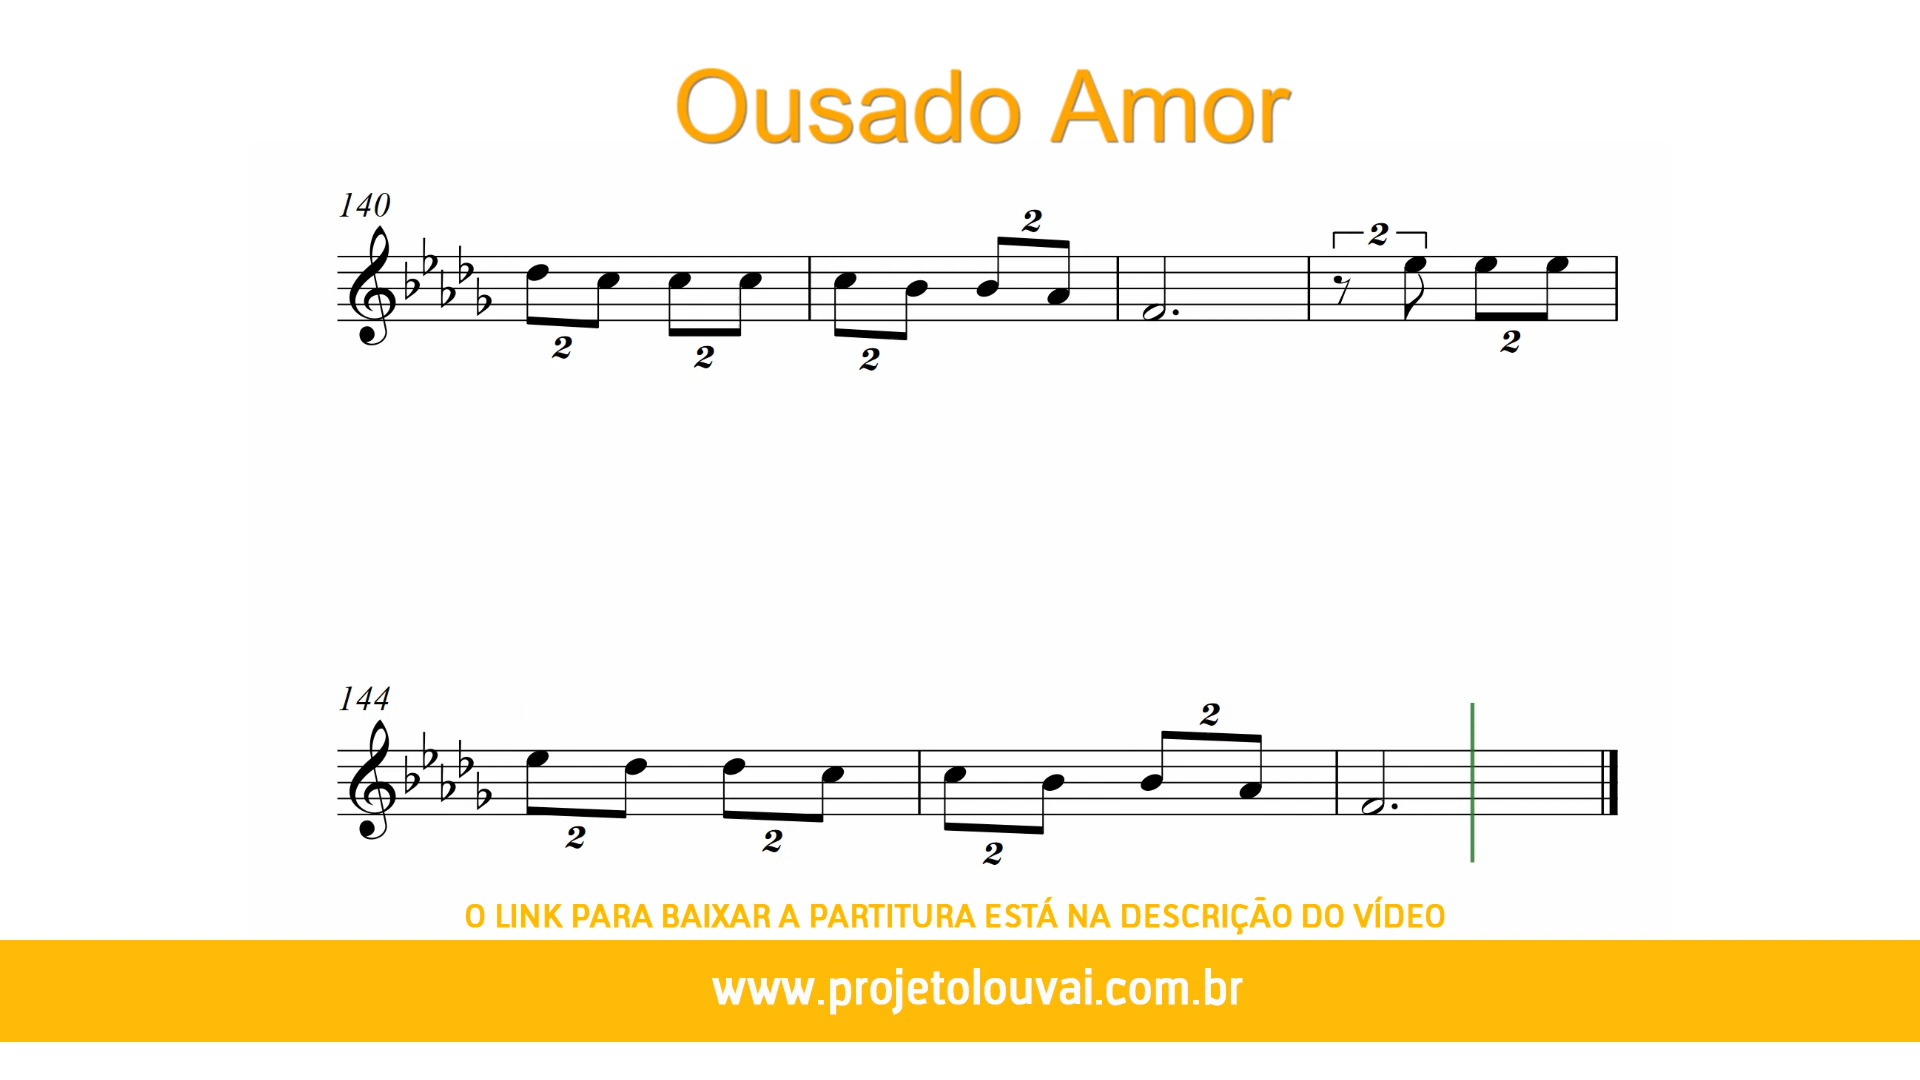 Ousado Amor
140
2
2 2 2 2
2
144
2
2 2 2
O LINK PARA BAIXAR A PARTITURA ESTÁ NA DESCRIÇÃO DO VÍDEO
www.projetolouvai.com.br